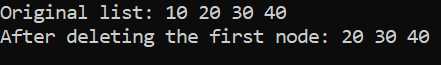 Original list: 10 20 30 40
After deleting the first node: 20 30 40